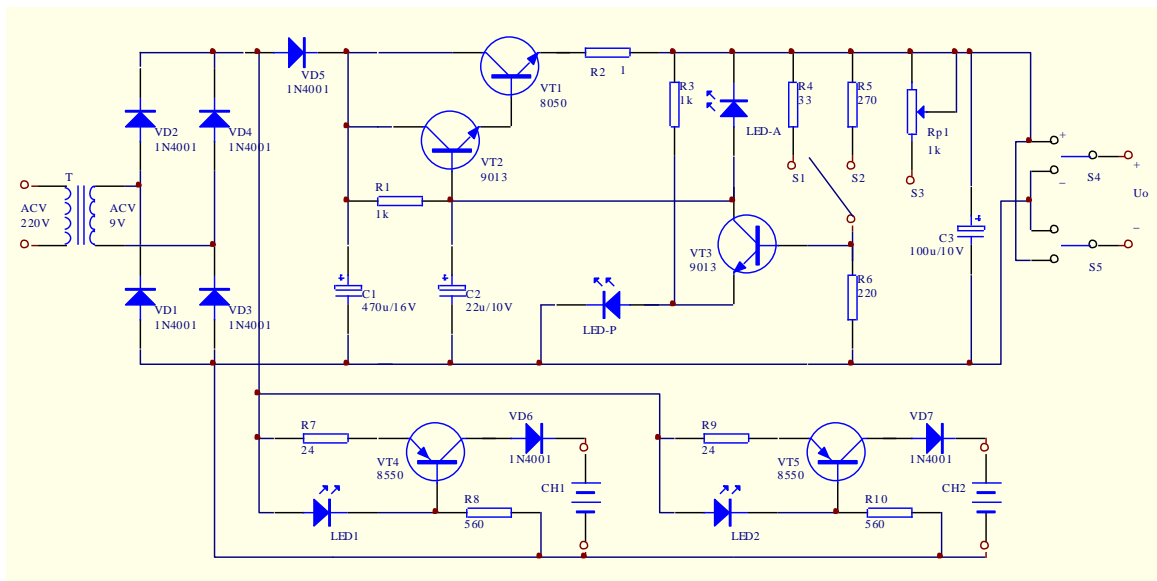 VD5
1N4001
VT1
8050
R2 1
R3
1k
LED-A
R4
33
R5
270
Rp1
1k
VD2
1N4001
VD4
1N4001
VT2
9013
R1
1k
S1
S2
S3
+
−
S4
+
Uo
−
S5
T
ACV
220V
ACV
9V
VT3
9013
C3
100u/10V
VD1
1N4001
VD3
1N4001
C1
470u/16V
C2
22u/10V
LED-P
R6
220
R7
24
VT4
8550
VD6
1N4001
CH1
LED1
R8
560
R9
24
VT5
8550
VD7
1N4001
CH2
LED2
R10
560